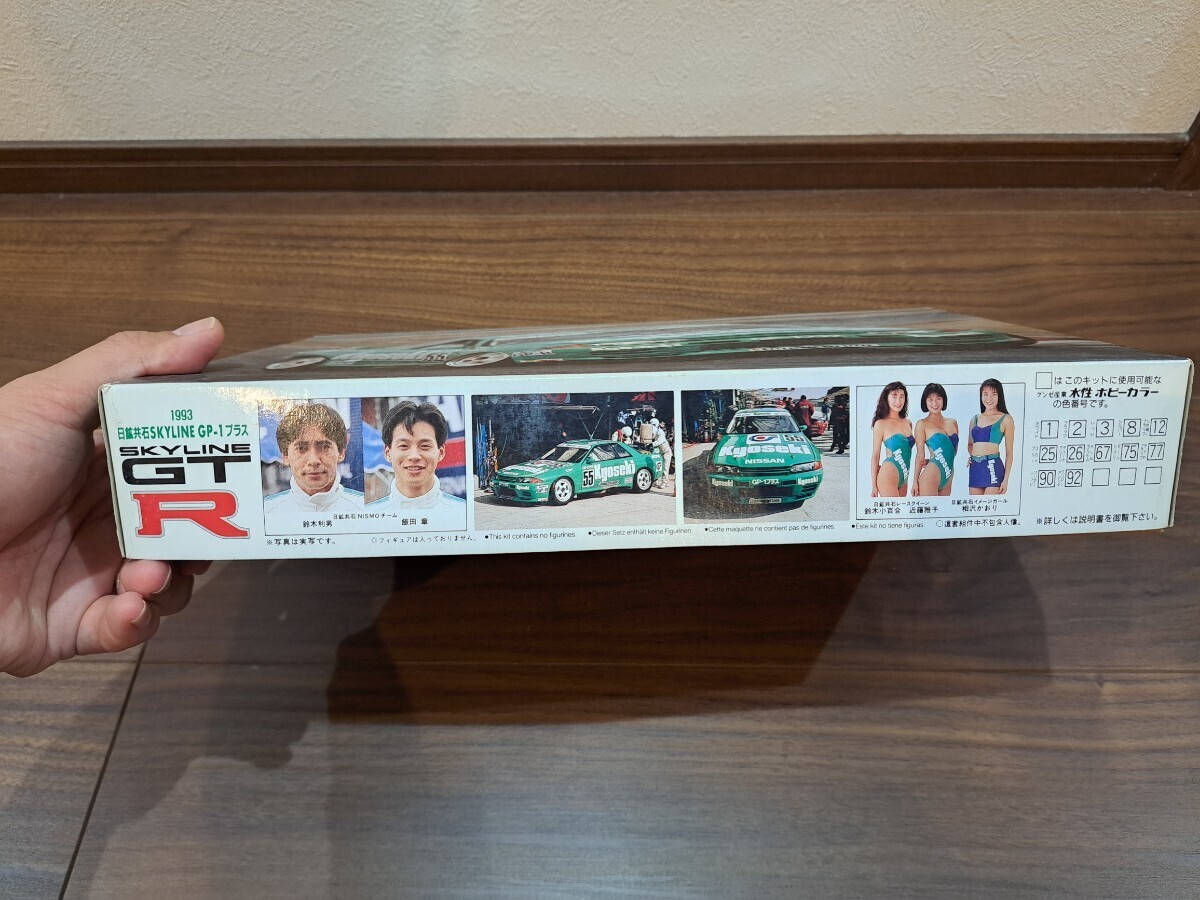 1993
日鉱共石SKYLINE GP-1プラス
SKYLINE
GT
R
日鉱共石NISMOチーム
鈴木利男
飯田 章
※写真は実写です。
◎フィギュアは入っておりません。
●This kit contains no figurines.
●Dieser Setz enthält keine Figurinen.
●Cette maquette ne contient pas de figurines.
●Este kit no tiene figuras.
○這套組件中不包含人像。
55
Kyoseki
55
Kyoseki
NISSAN
GP-1プラス
日鉱共石レースクイーン
鈴木小百合 近藤雅子
日鉱共石イメージガール
相沢かおり
□は このキットに使用可能な
グンゼ産業 水性 ホビーカラー
の色番号です。
1 2 3 8 12
25 26 67 75 77
90 92
※詳しくは説明書を御覧下さい。